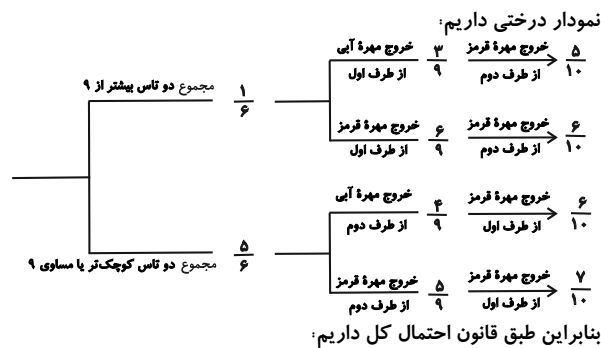 نمودار درختی داریم:
مجموع دو تاس بیشتر از ۹ ۱/۶
خروج مهرهٔ آبی از طرف اول ۳/۹ خروج مهرهٔ قرمز از طرف دوم ۵/۱۰
خروج مهرهٔ قرمز از طرف اول ۶/۹ خروج مهرهٔ قرمز از طرف دوم ۶/۱۰
مجموع دو تاس کوچک‌تر یا مساوی ۹ ۵/۶
خروج مهرهٔ آبی از طرف دوم ۴/۹ خروج مهرهٔ قرمز از طرف اول ۶/۱۰
خروج مهرهٔ قرمز از طرف دوم ۵/۹ خروج مهرهٔ قرمز از طرف اول ۷/۱۰
بنابراین طبق قانون احتمال کل داریم: